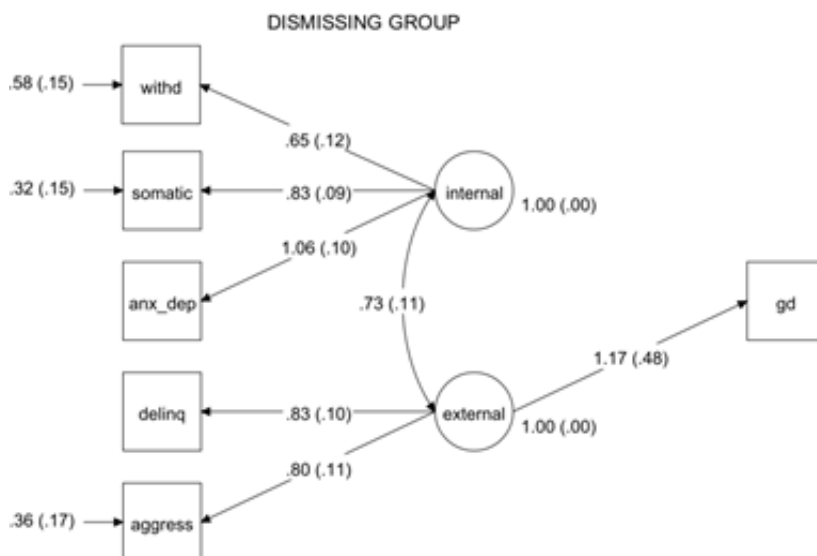 DISMISSING GROUP
.58 (.15)
withd
.65 (.12)
.32 (.15)
somatic
.83 (.09)
internal
1.00 (.00)
1.06 (.10)
anx_dep
.73 (.11)
gd
1.17 (.48)
delinq
.83 (.10)
external
1.00 (.00)
.80 (.11)
.36 (.17)
aggress